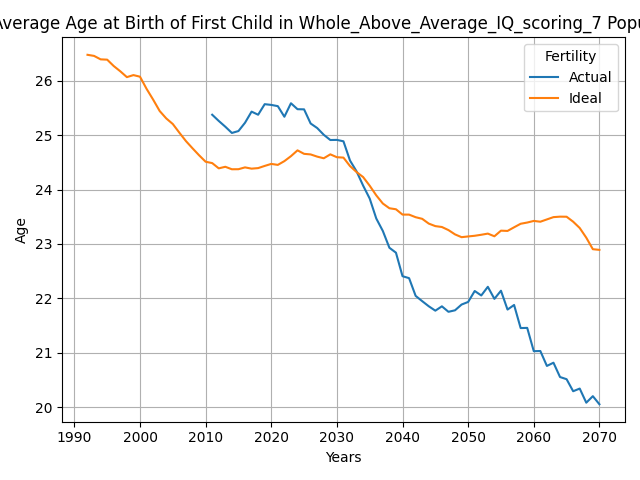 Average Age at Birth of First Child in Whole_Above_Average_IQ_scoring_7
Fertility
Actual
Ideal
Age
26
25
24
23
22
21
20
1990 2000 2010 2020 2030 2040 2050 2060 2070
Years